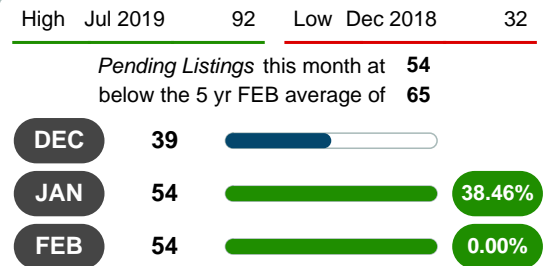 High Jul 2019 92 Low Dec 2018 32
Pending Listings this month at 54
below the 5 yr FEB average of 65
DEC 39
JAN 54 38.46%
FEB 54 0.00%